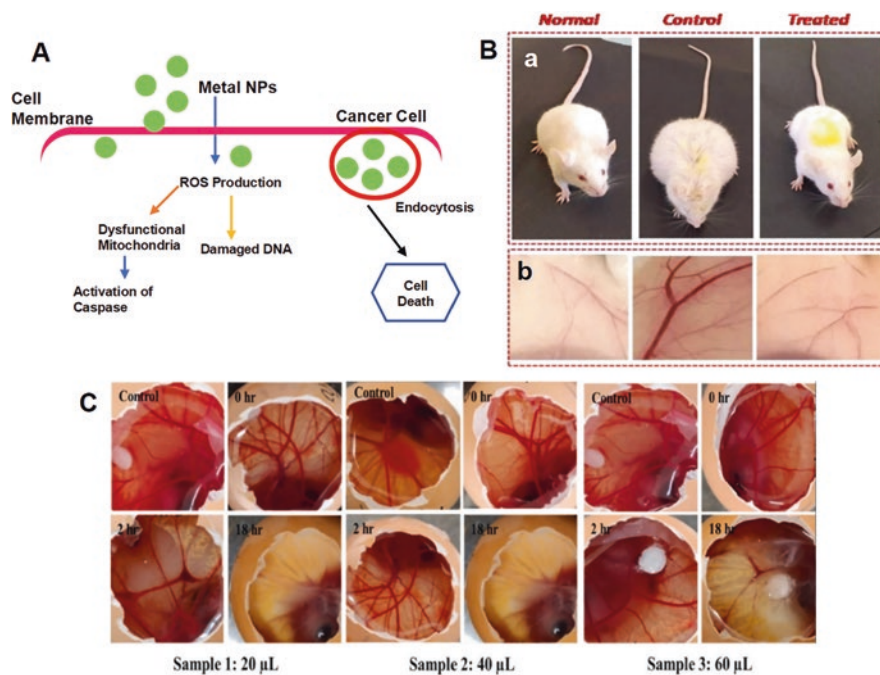 A
Metal NPs
Cell
Membrane
Cancer Cell
ROS Production
Endocytosis
Dysfunctional
Mitochondria
Damaged DNA
Activation of
Caspase
Cell
Death
Normal Control Treated
B
a
b
C
Control 0 hr Control 0 hr Control 0 hr
2 hr 18 hr 2 hr 18 hr 2 hr 18 hr
Sample 1: 20 µL Sample 2: 40 µL Sample 3: 60 µL